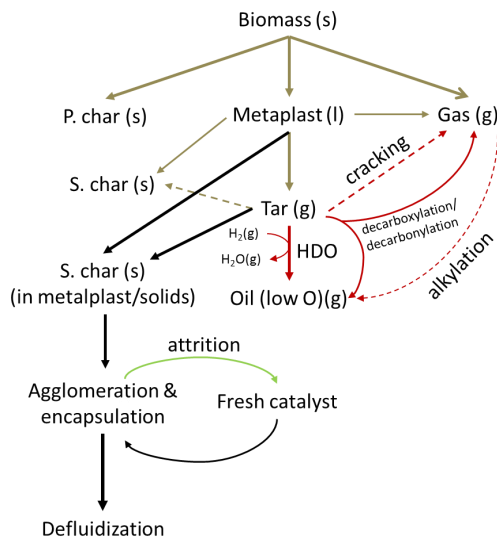 Biomass (s)
P. char (s)
Metaplast (l)
Gas (g)
cracking
S. char (s)
Tar (g)
decarboxylation/
decarbonylation
H₂(g)
HDO
H₂O(g)
alkylation
S. char (s)
(in metalplast/solids)
Oil (low O)(g)
attrition
Agglomeration &
encapsulation
Fresh catalyst
Defluidization